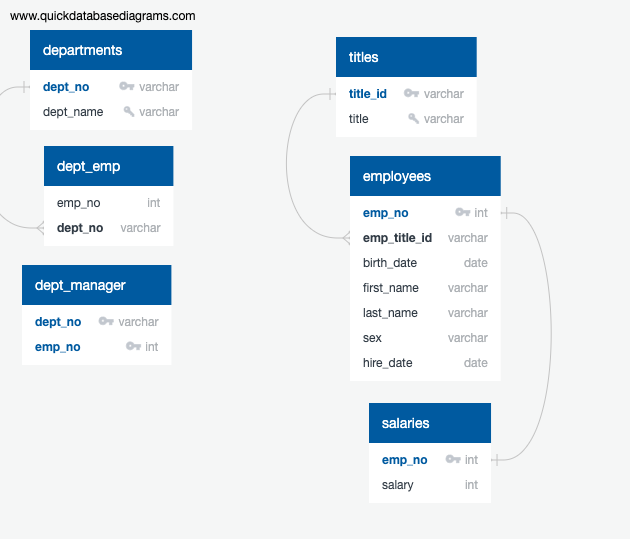 www.quickdatabasediagrams.com
departments
dept_no varchar
dept_name varchar
dept_emp
emp_no int
dept_no varchar
dept_manager
dept_no varchar
emp_no int
titles
title_id varchar
title varchar
employees
emp_no int
emp_title_id varchar
birth_date date
first_name varchar
last_name varchar
sex varchar
hire_date date
salaries
emp_no int
salary int